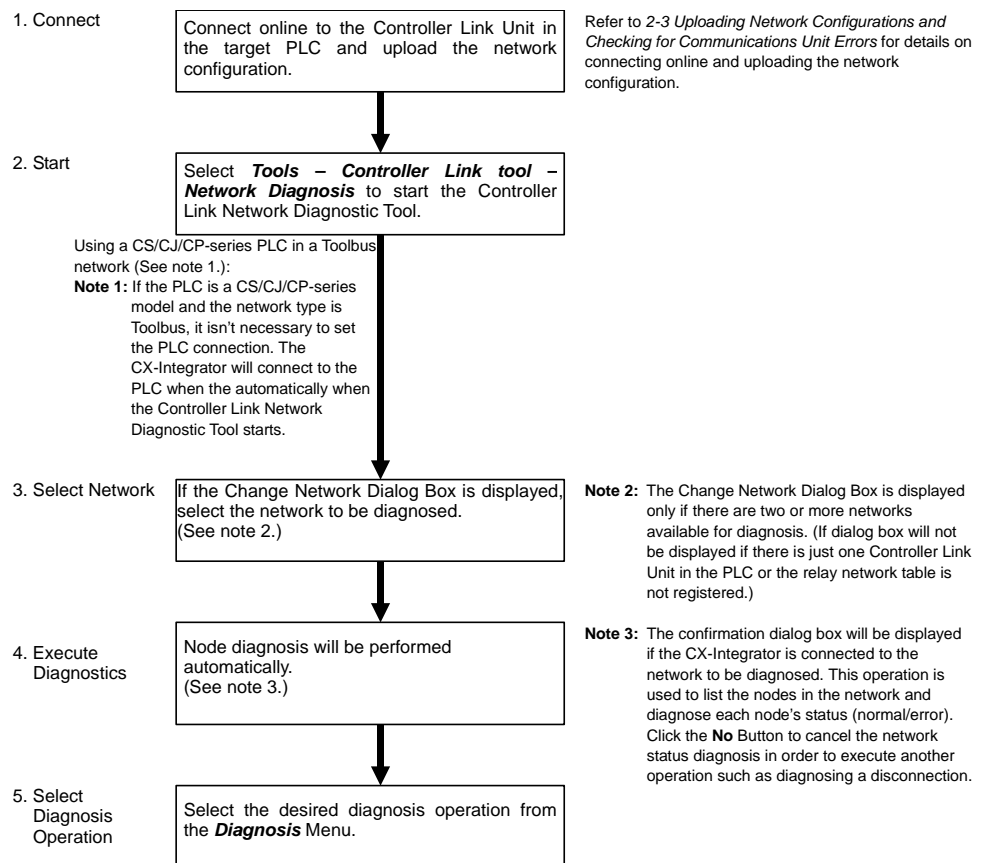 1. Connect
Connect online to the Controller Link Unit in
the target PLC and upload the network
configuration.
Refer to 2-3 Uploading Network Configurations and
Checking for Communications Unit Errors for details on
connecting online and uploading the network
configuration.
2. Start
Select Tools – Controller Link tool –
Network Diagnosis to start the Controller
Link Network Diagnostic Tool.
Using a CS/CJ/CP-series PLC in a Toolbus
network (See note 1.):
Note 1: If the PLC is a CS/CJ/CP-series
model and the network type is
Toolbus, it isn't necessary to set
the PLC connection. The
CX-Integrator will connect to the
PLC when the automatically when
the Controller Link Network
Diagnostic Tool starts.
3. Select Network
If the Change Network Dialog Box is displayed,
select the network to be diagnosed.
(See note 2.)
Note 2: The Change Network Dialog Box is displayed
only if there are two or more networks
available for diagnosis. (If dialog box will not
be displayed if there is just one Controller Link
Unit in the PLC or the relay network table is
not registered.)
4. Execute
Diagnostics
Node diagnosis will be performed
automatically.
(See note 3.)
Note 3: The confirmation dialog box will be displayed
if the CX-Integrator is connected to the
network to be diagnosed. This operation is
used to list the nodes in the network and
diagnose each node's status (normal/error).
Click the No Button to cancel the network
status diagnosis in order to execute another
operation such as diagnosing a disconnection.
5. Select
Diagnosis
Operation
Select the desired diagnosis operation from
the Diagnosis Menu.